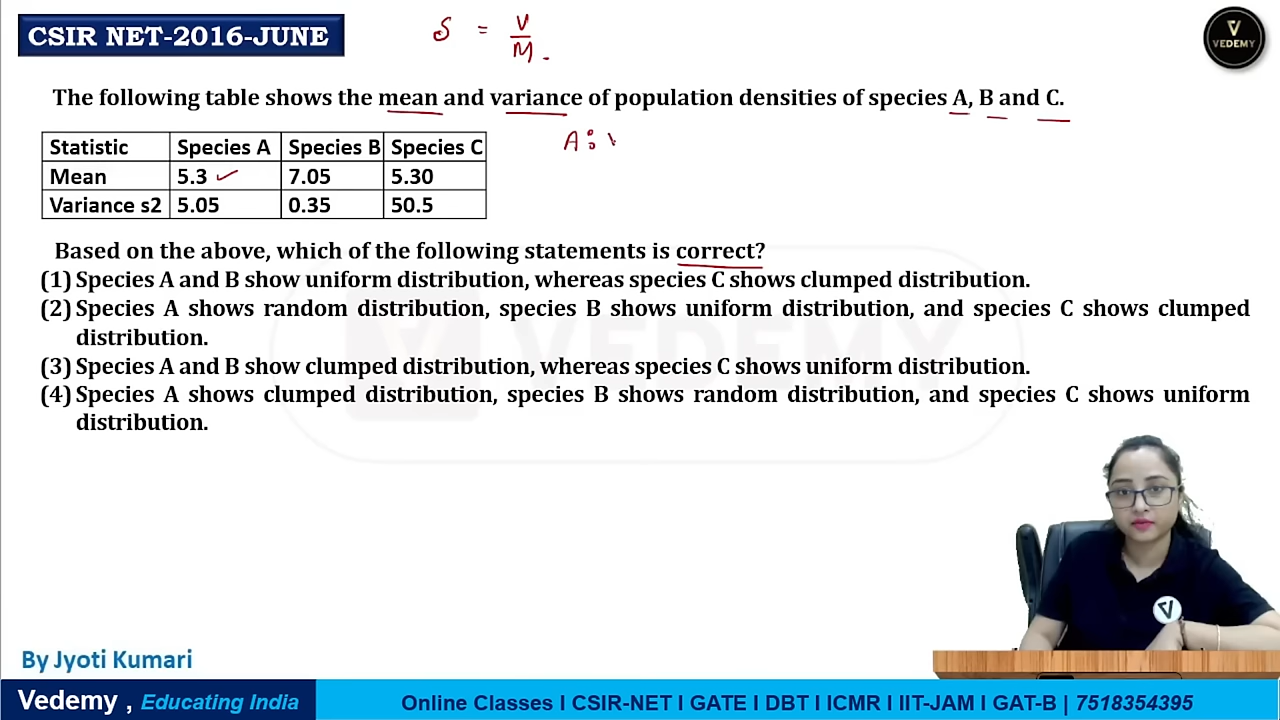 CSIR NET-2016-JUNE
S = V/M.
VEDEMY
The following table shows the mean and variance of population densities of species A, B and C.
A:
Statistic Species A Species B Species C
Mean 5.3 ✓ 7.05 5.30
Variance s2 5.05 0.35 50.5
Based on the above, which of the following statements is correct?
(1) Species A and B show uniform distribution, whereas species C shows clumped distribution.
(2) Species A shows random distribution, species B shows uniform distribution, and species C shows clumped
distribution.
(3) Species A and B show clumped distribution, whereas species C shows uniform distribution.
(4) Species A shows clumped distribution, species B shows random distribution, and species C shows uniform
distribution.
VEDEMY
By Jyoti Kumari
Vedemy , Educating India
Online Classes I CSIR-NET I GATE I DBT I ICMR I IIT-JAM I GAT-B | 7518354395